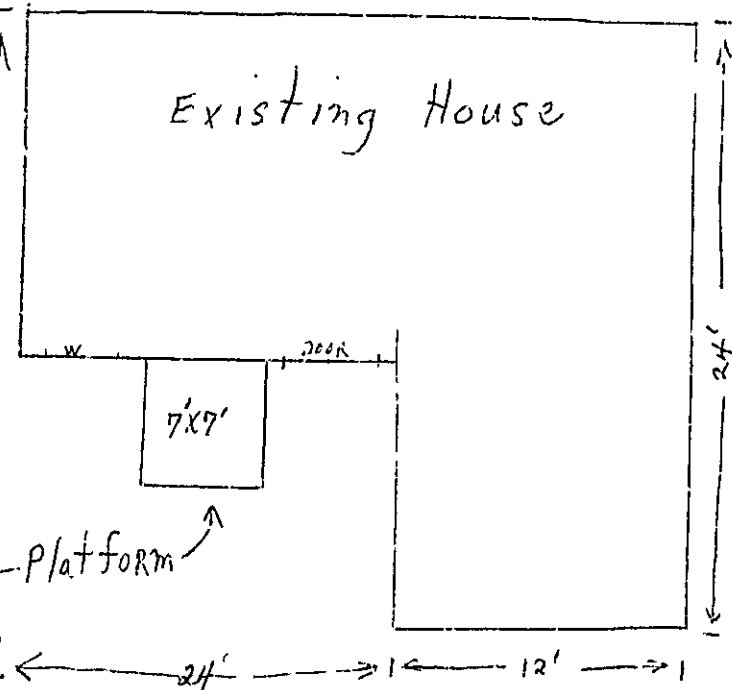 Existing House
W
DOOR
24'
7'X7'
Platform
24'
12'